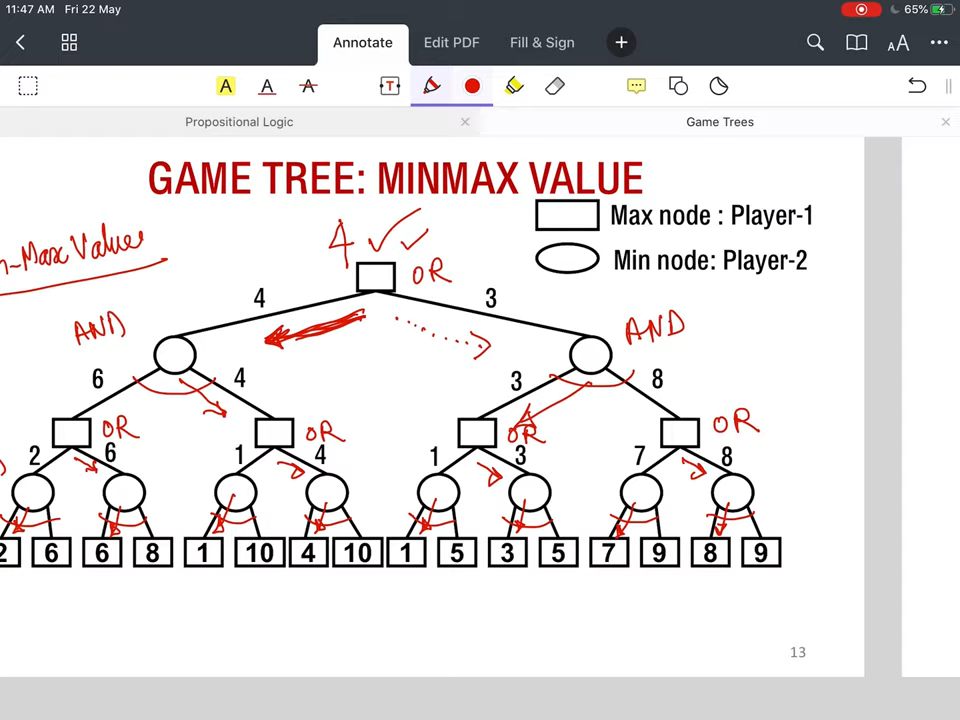 11:47 AM Fri 22 May 65%
Annotate Edit PDF Fill & Sign
A A A T
Propositional Logic Game Trees
GAME TREE: MINMAX VALUE
Max node : Player-1
Min node: Player-2
-Max Value
4 OR
4 3
AND AND
6 4 3 8
OR OR OR OR
2 6 1 4 1 3 7 8
2 6 6 8 1 10 4 10 1 5 3 5 7 9 8 9
13